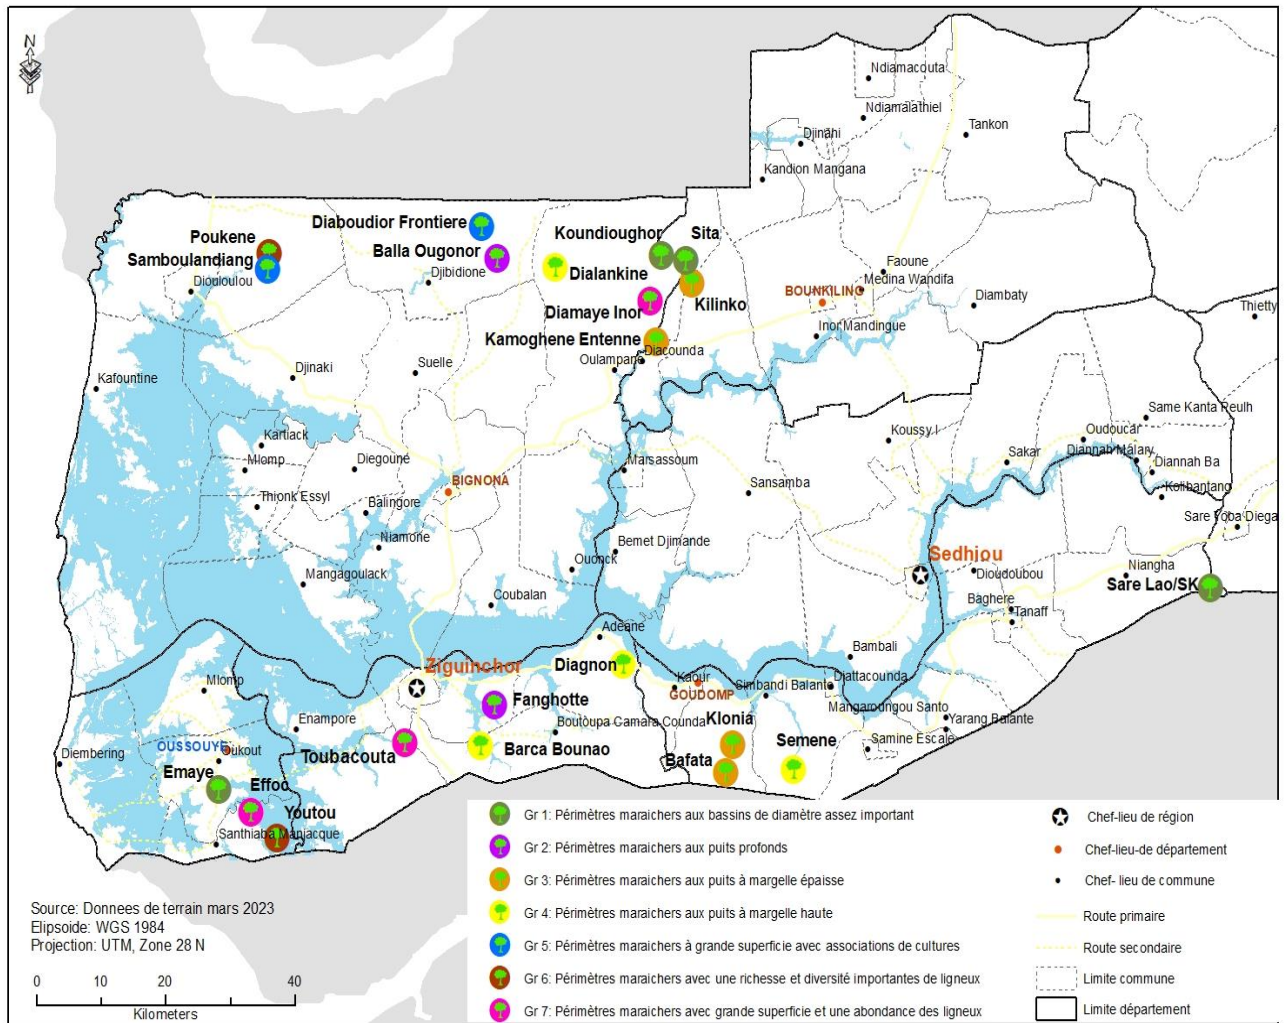 N
Ndiamacouta
Ndiamalathiel
Tankon
Djinani
Kandion Mangana
Diaboudior Frontiere
Koundioughor
Sita
Poukene
Balla Ougonor
Samboulandiang
Dialankine
Faoune
Diouloulou
Djibidione
Medina Wandifa
BOUNKILING
Diambaty
Kilinko
Thietty
Diamaye Inor
Inor Mandingue
Kamoghene Entenne
Diacounda
Oulampane
Suelle
Djinaki
Kafountine
Same Kanta Reulh
Oudoucar
Koussy
Kartiack
Diannah Malary
Sakar
Mlomp
Diegoune
Marsassoum
Diannah Ba
BIGNONA
Sansamba
Kolibantang
Thionk Essyl
Balingore
Sare Yoba Diega
Niamone
Bemet Djimande
Sedhiou
Ouonck
Mangagoulack
Dioudoubou
Niangha
Sare Lao/SK
Coubalan
Baghere
Tanaff
Adeane
Bambali
Ziguinchor
Diagnon
Kaour
Mlomp
GOUDOMP
Simbandi Balante
Diattacounda
Fanghotte
Mangaroungou Santo
Enampore
Boutoupa Camara Counda
Klonia
Yarang Balante
OUSSOUYE
Oukout
Diembering
Toubacouta
Barca Bounao
Semene
Samine Escale
Emaye
Bafata
Effoc
Youtou
Santhiaba Manjacque
Gr 1: Périmètres maraichers aux bassins de diamètre assez important
Gr 2: Périmètres maraichers aux puits profonds
Gr 3: Périmètres maraichers aux puits à margelle épaisse
Gr 4: Périmètres maraichers aux puits à margelle haute
Gr 5: Périmètres maraichers à grande superficie avec associations de cultures
Gr 6: Périmètres maraichers avec une richesse et diversité importantes de ligneux
Gr 7: Périmètres maraichers avec grande superficie et une abondance des ligneux
Chef-lieu de région
Chef-lieu-de département
Chef- lieu de commune
Route primaire
Route secondaire
Limite commune
Limite département
Source: Donnees de terrain mars 2023
Elipsoide: WGS 1984
Projection: UTM, Zone 28 N
0 10 20 40
Kilometers